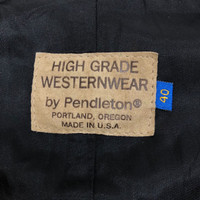 HIGH GRADE
WESTERNWEAR
by Pendleton®
PORTLAND, OREGON
MADE IN U.S.A.
40